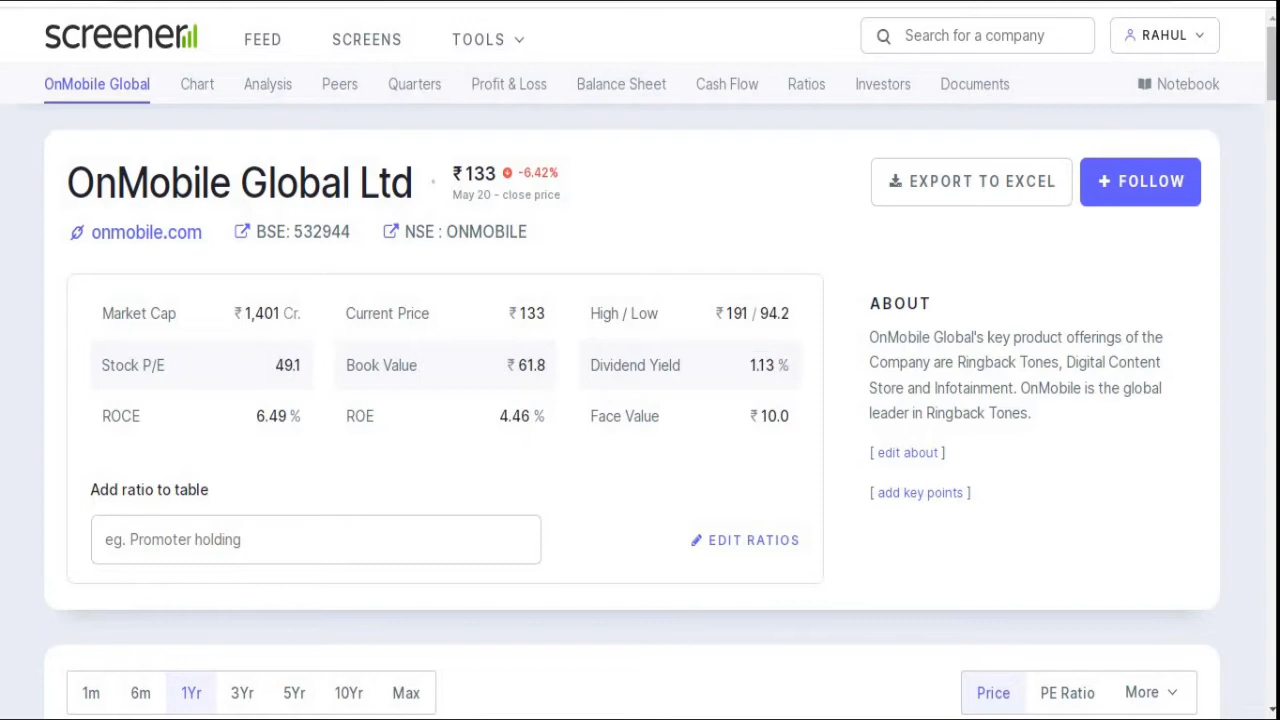 screener FEED SCREENS TOOLS Search for a company RAHUL
OnMobile Global Chart Analysis Peers Quarters Profit & Loss Balance Sheet Cash Flow Ratios Investors Documents Notebook
OnMobile Global Ltd · ₹ 133 -6.42%
May 20 - close price
EXPORT TO EXCEL + FOLLOW
onmobile.com BSE: 532944 NSE : ONMOBILE
Market Cap ₹ 1,401 Cr. Current Price ₹ 133 High / Low ₹ 191 / 94.2
Stock P/E 49.1 Book Value ₹ 61.8 Dividend Yield 1.13 %
ROCE 6.49 % ROE 4.46 % Face Value ₹ 10.0
Add ratio to table
eg. Promoter holding
EDIT RATIOS
ABOUT
OnMobile Global's key product offerings of the
Company are Ringback Tones, Digital Content
Store and Infotainment. OnMobile is the global
leader in Ringback Tones.
[ edit about ]
[ add key points ]
1m 6m 1Yr 3Yr 5Yr 10Yr Max Price PE Ratio More